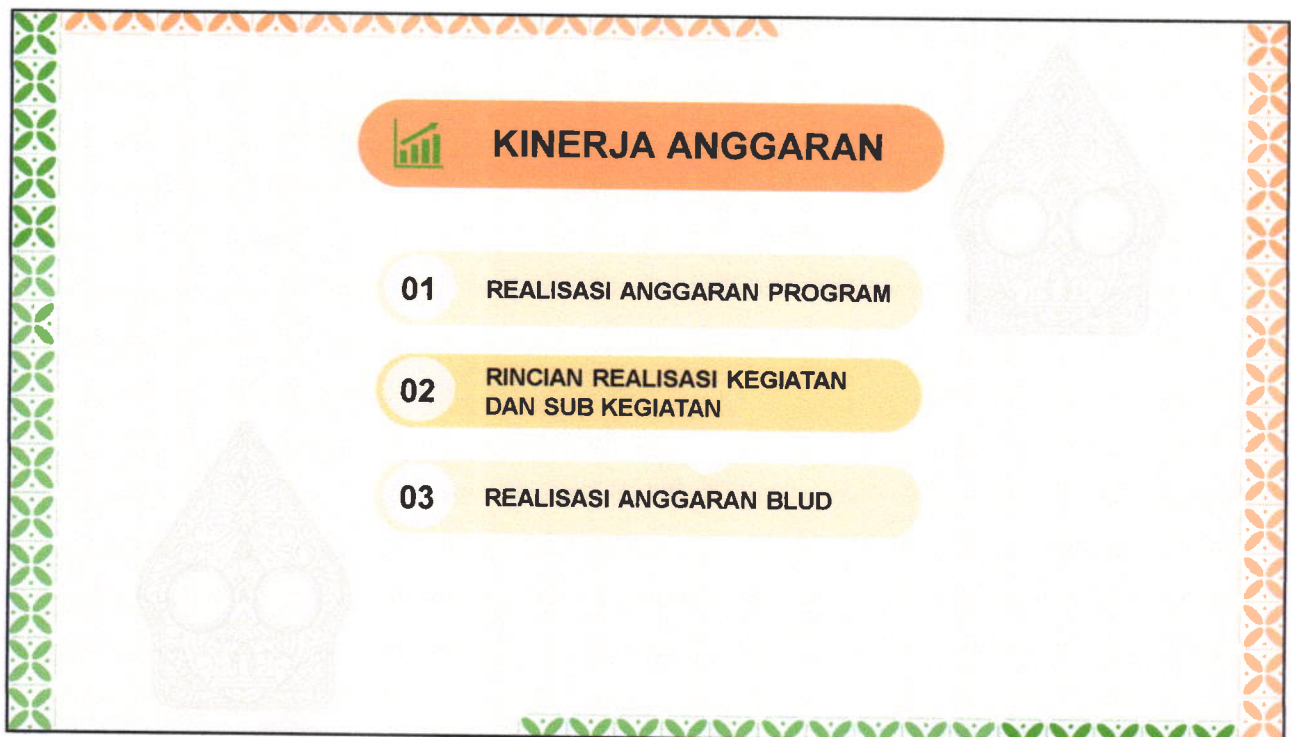 KINERJA ANGGARAN
01 REALISASI ANGGARAN PROGRAM
02 RINCIAN REALISASI KEGIATAN
DAN SUB KEGIATAN
03 REALISASI ANGGARAN BLUD